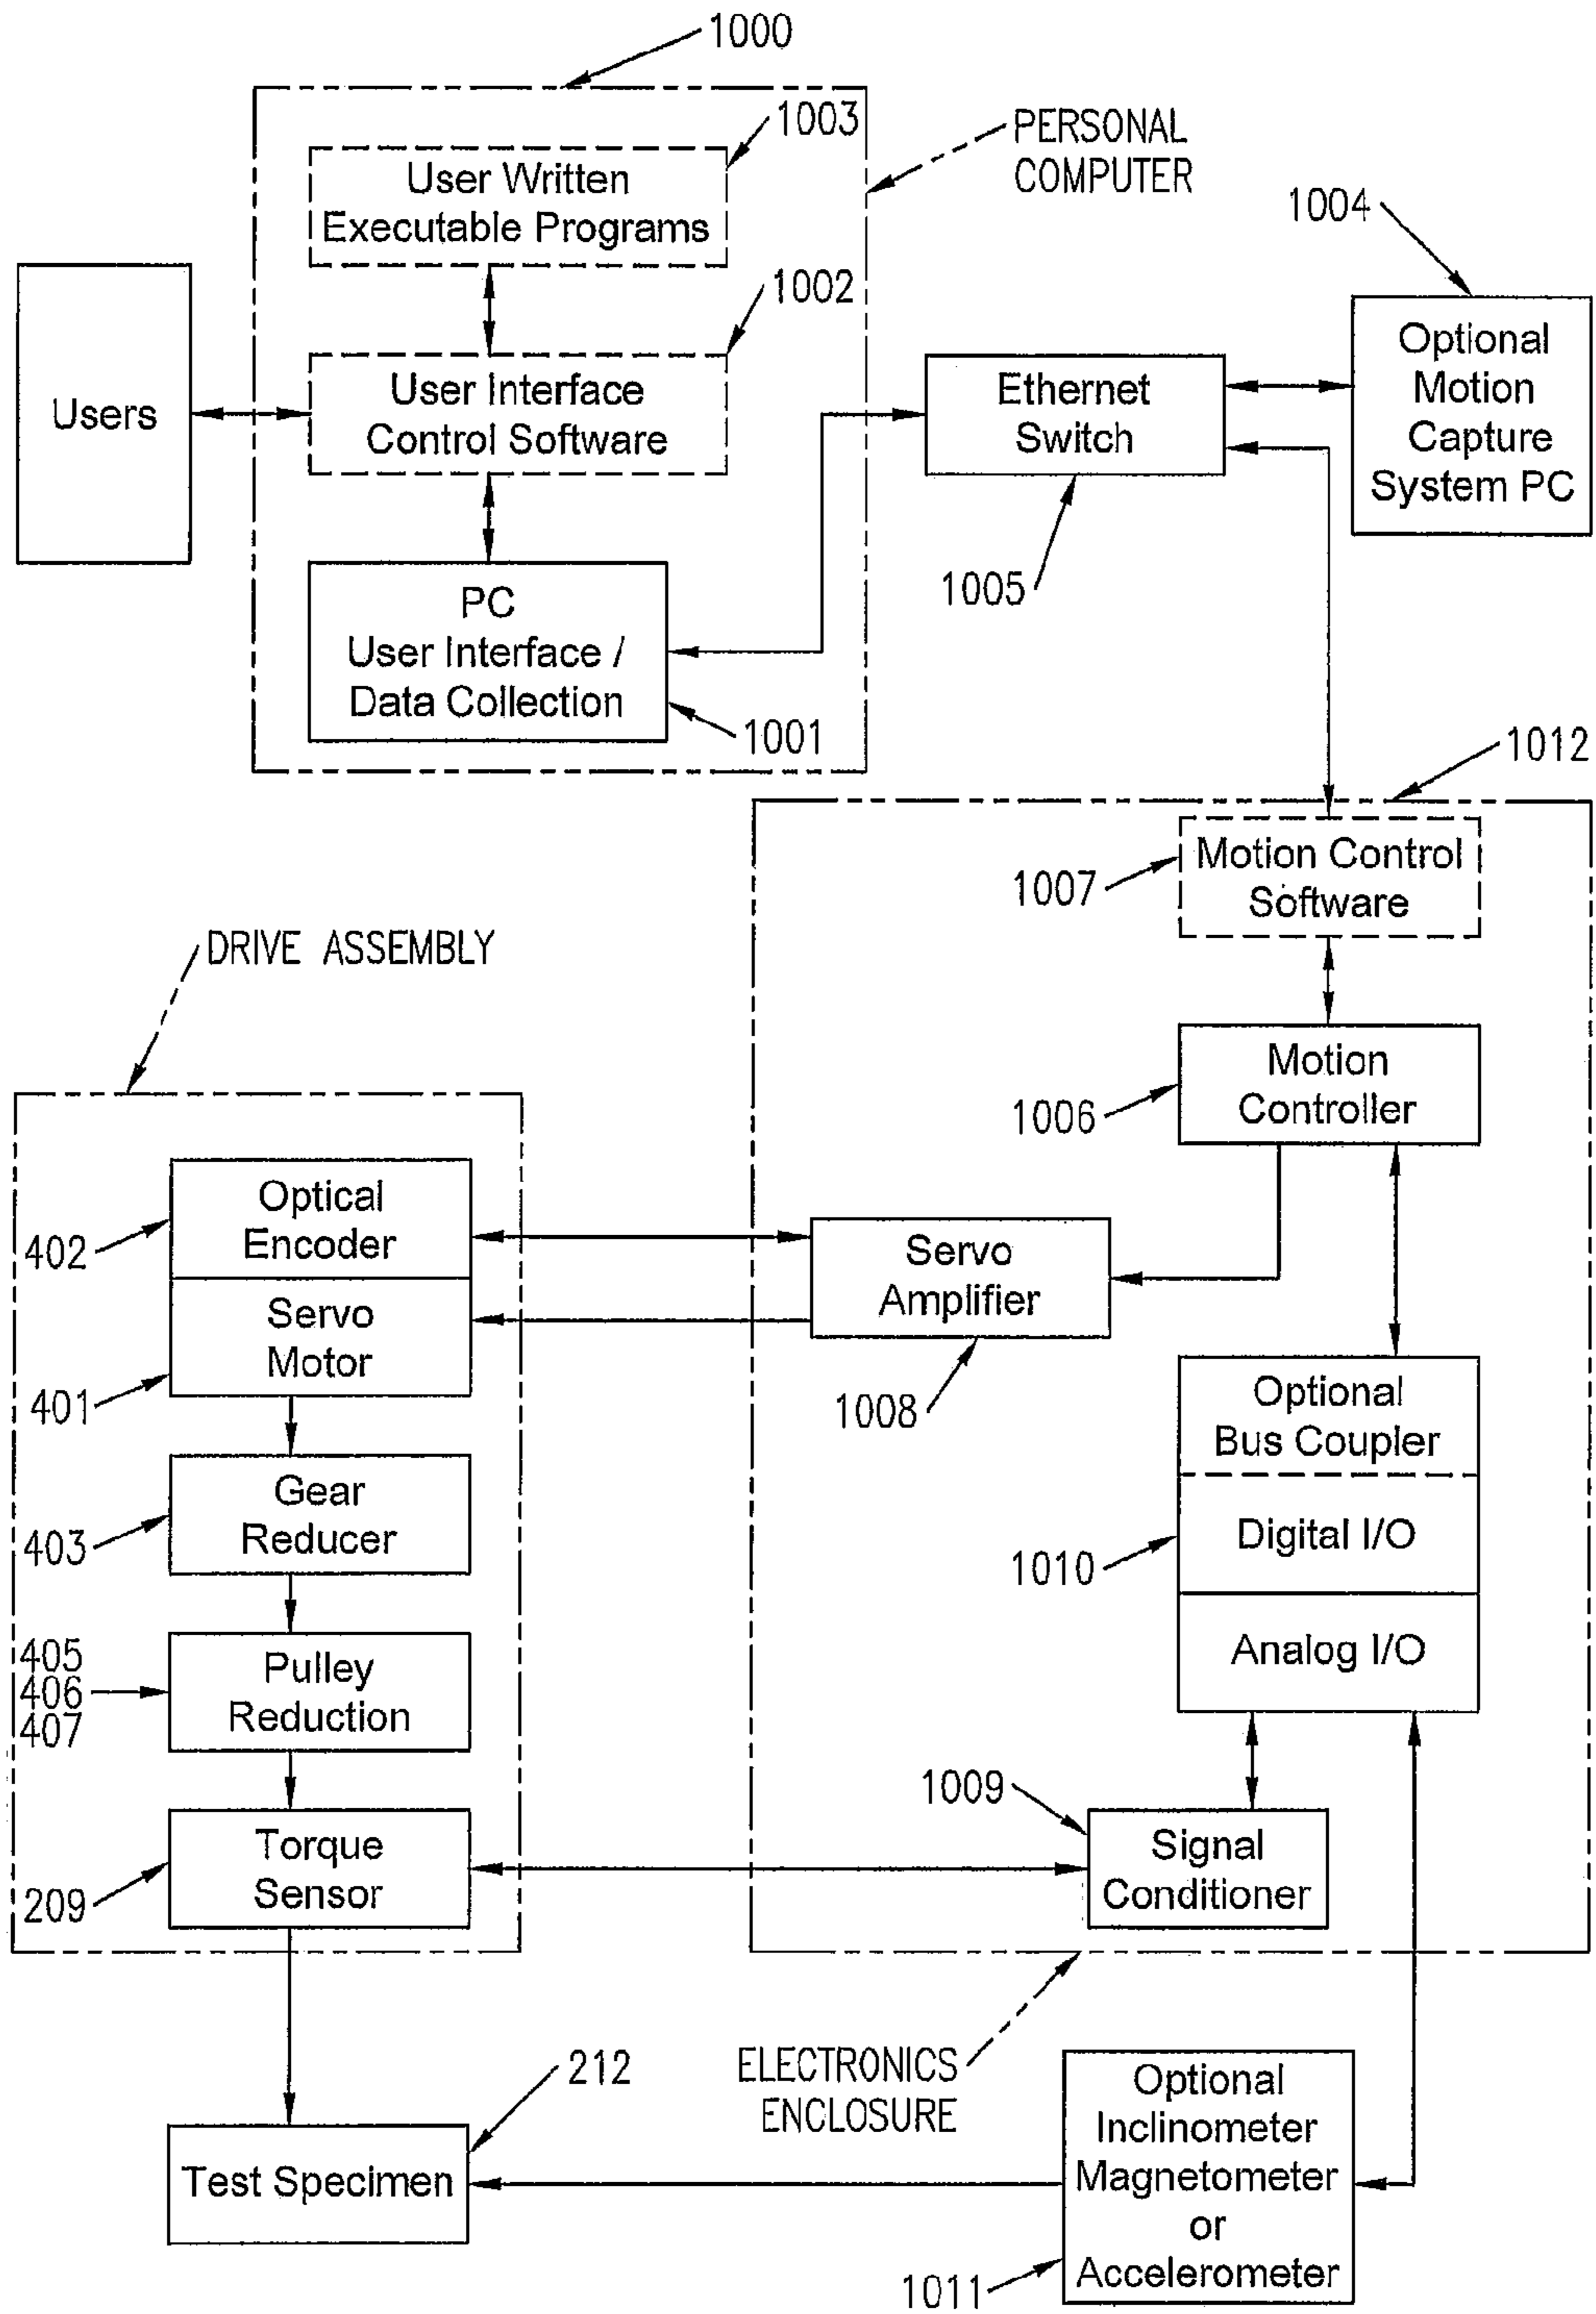 1000
1003
PERSONAL
COMPUTER
User Written
Executable Programs
1004
1002
Users
User Interface
Control Software
Ethernet
Switch
Optional
Motion
Capture
System PC
1005
PC
User Interface /
Data Collection
1001
1012
Motion Control
Software
1007
DRIVE ASSEMBLY
Motion
Controller
1006
Optical
Encoder
402
Servo
Motor
401
Servo
Amplifier
1008
Optional
Bus Coupler
Digital I/O
1010
Analog I/O
Gear
Reducer
403
405
406
407
Pulley
Reduction
1009
Torque
Sensor
209
Signal
Conditioner
212
ELECTRONICS
ENCLOSURE
Test Specimen
Optional
Inclinometer
Magnetometer
or
Accelerometer
1011